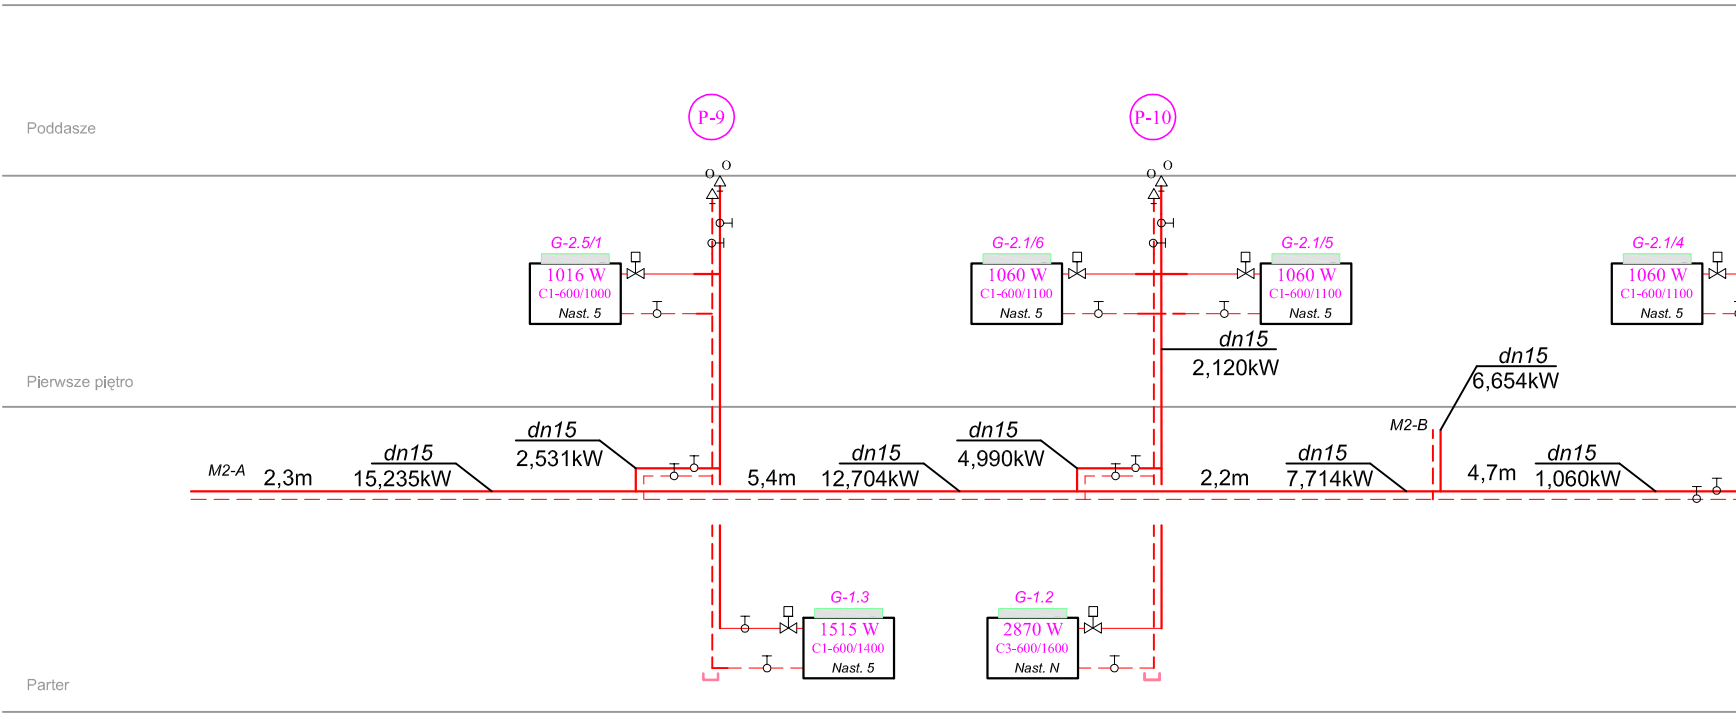 Poddasze
P-9
P-10
O
O
O
O
G-2.5/1
1016 W
C1-600/1000
Nast. 5
G-2.1/6
1060 W
C1-600/1100
Nast. 5
G-2.1/5
1060 W
C1-600/1100
Nast. 5
G-2.1/4
1060 W
C1-600/1100
Nast. 5
dn15
2,120kW
dn15
6,654kW
Pierwsze piętro
M2-A
2,3m
dn15
15,235kW
dn15
2,531kW
5,4m
dn15
12,704kW
dn15
4,990kW
2,2m
dn15
7,714kW
M2-B
4,7m
dn15
1,060kW
G-1.3
1515 W
C1-600/1400
Nast. 5
G-1.2
2870 W
C3-600/1600
Nast. N
Parter